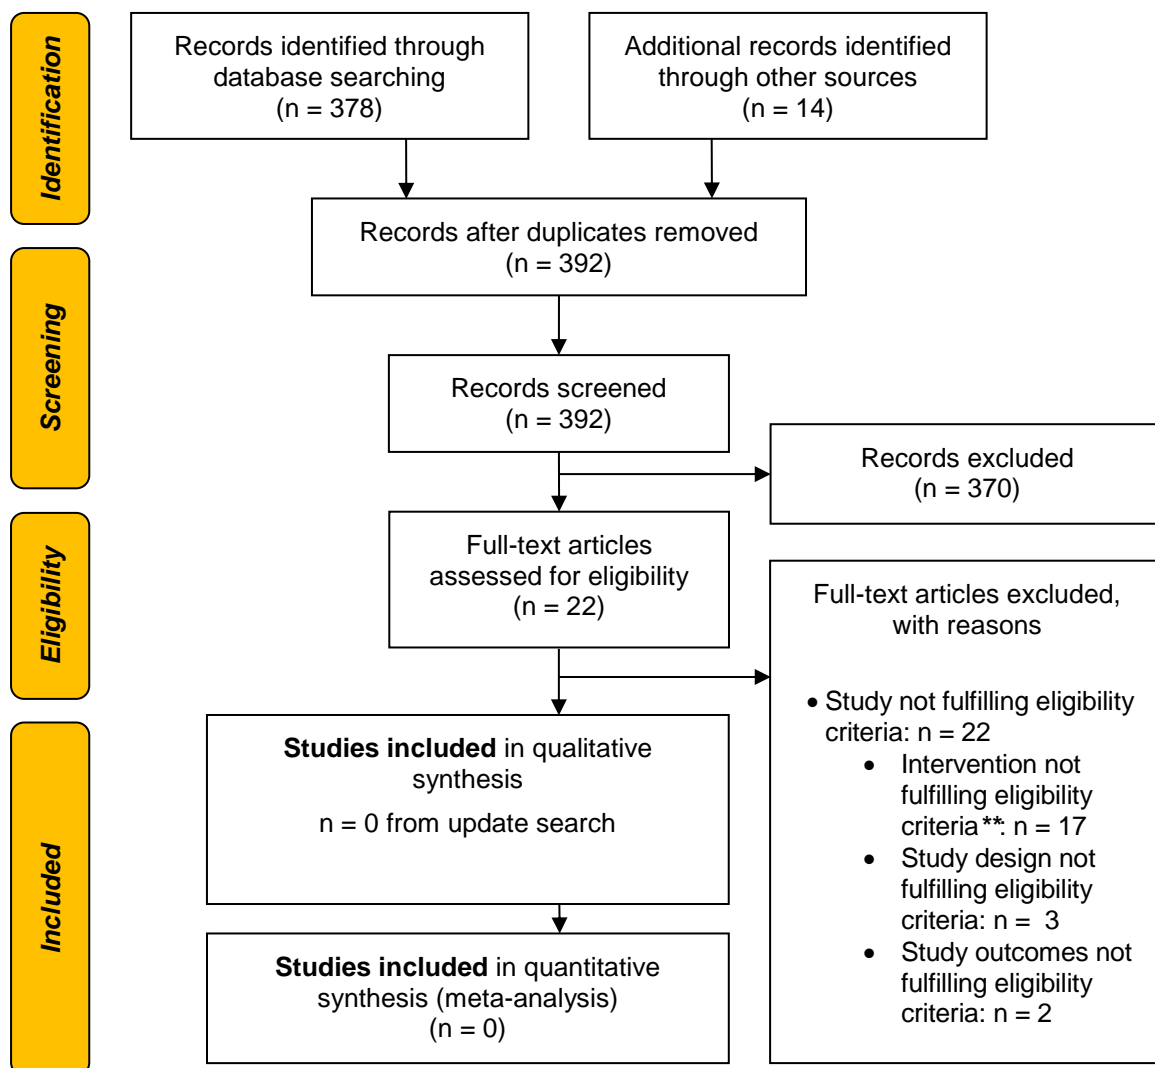 Identification
Records identified through
database searching
(n = 378)
Additional records identified
through other sources
(n = 14)
Records after duplicates removed
(n = 392)
Screening
Records screened
(n = 392)
Records excluded
(n = 370)
Eligibility
Full-text articles
assessed for eligibility
(n = 22)
Full-text articles excluded,
with reasons
• Study not fulfilling eligibility
criteria: n = 22
• Intervention not
fulfilling eligibility
criteria**: n = 17
• Study design not
fulfilling eligibility
criteria: n = 3
• Study outcomes not
fulfilling eligibility
criteria: n = 2
Included
Studies included in qualitative
synthesis
n = 0 from update search
Studies included in quantitative
synthesis (meta-analysis)
(n = 0)